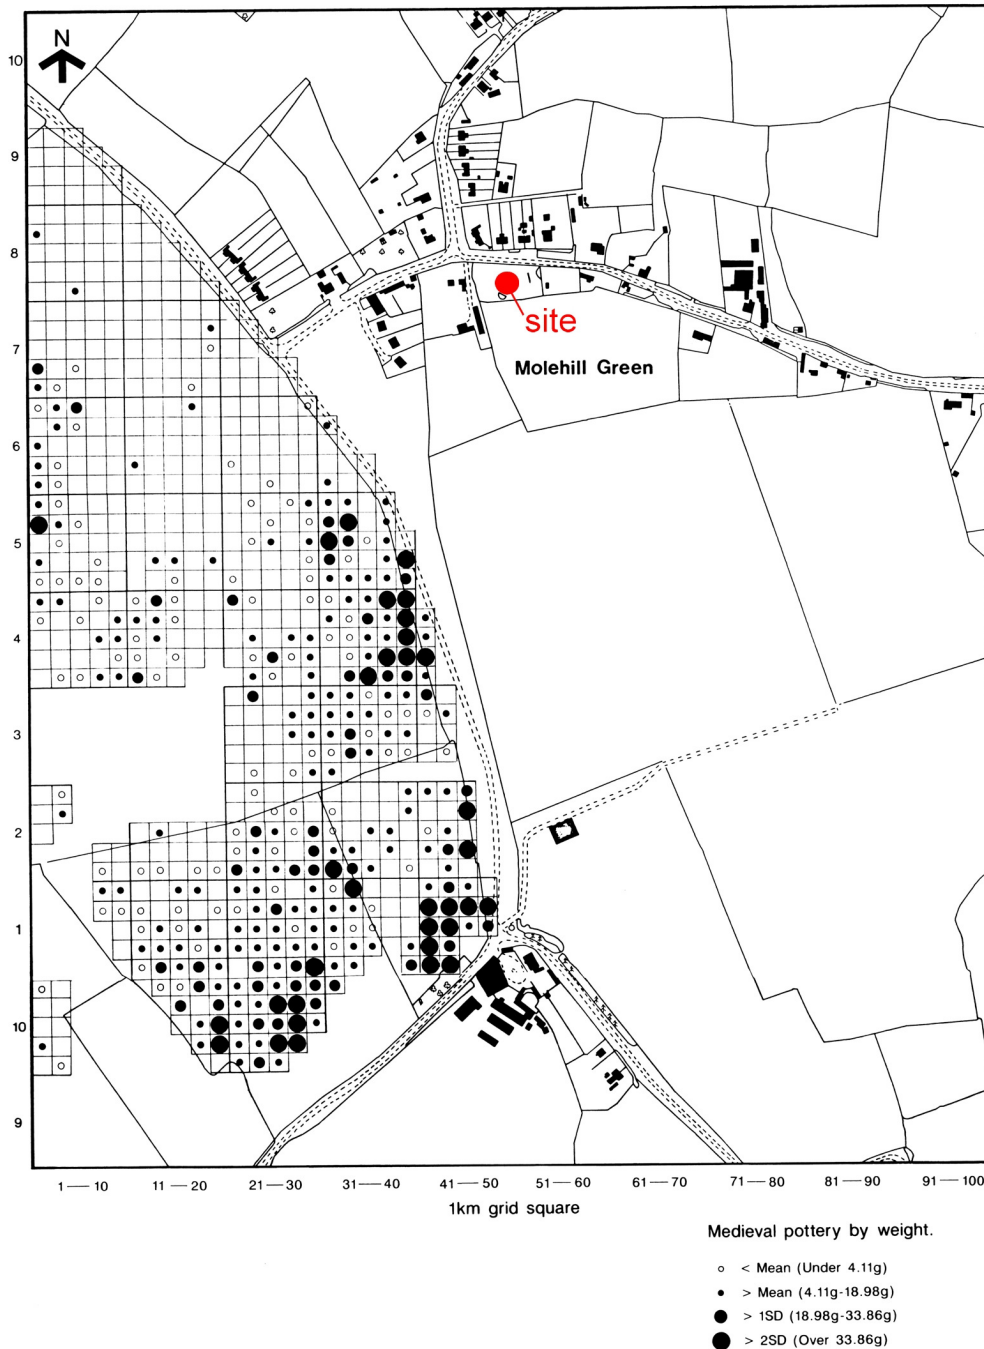 N
10
9
8
7
6
5
4
3
2
1
10
9
site
Molehill Green
1—10 11—20 21—30 31—40 41—50 51—60 61—70 71—80 81—90 91—100
1km grid square
Medieval pottery by weight.
< Mean (Under 4.11g)
> Mean (4.11g-18.98g)
> 1SD (18.98g-33.86g)
> 2SD (Over 33.86g)